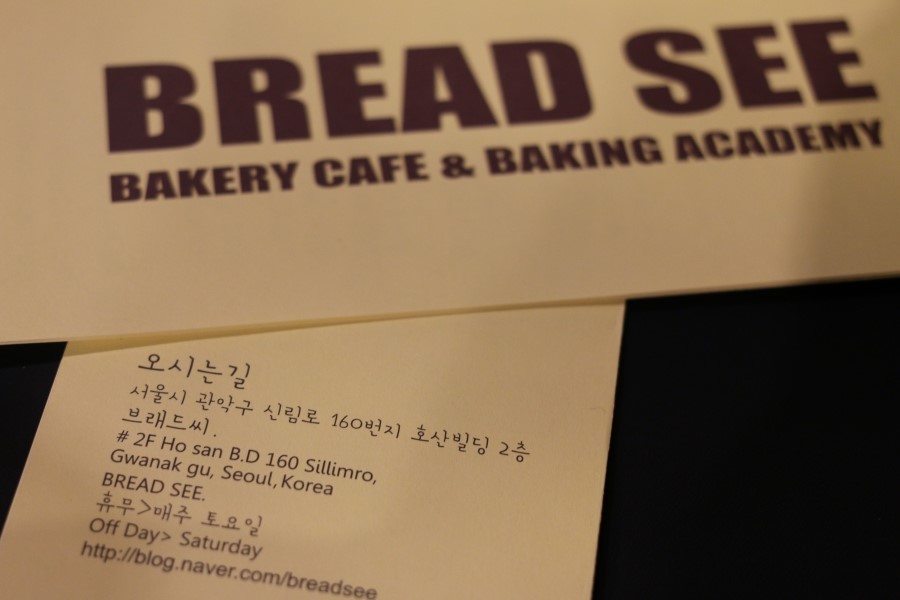 BREAD SEE
BAKERY CAFE & BAKING ACADEMY
오시는길
서울시 관악구 신림로 160번지 호산빌딩 2층
브래드씨.
# 2F Ho san B.D 160 Sillimro,
Gwanak gu, Seoul, Korea
BREAD SEE.
휴무>매주 토요일
Off Day> Saturday
http://blog.naver.com/breadsee